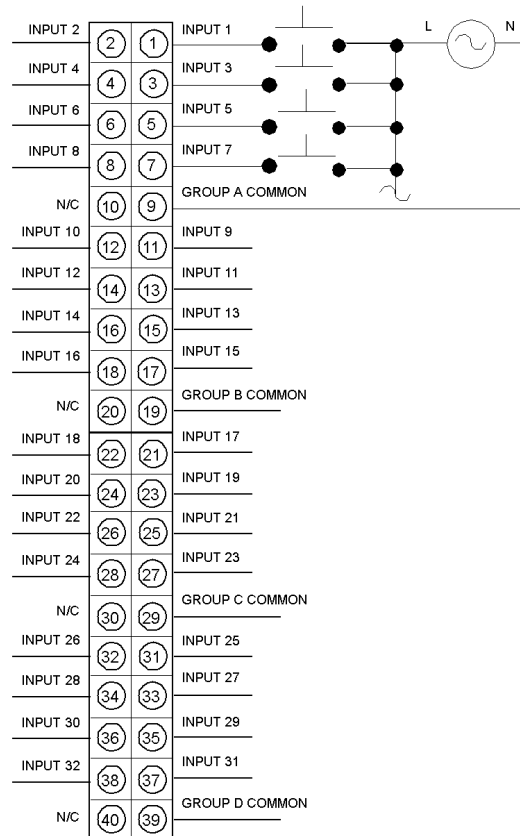 INPUT 2 2 1 INPUT 1 L N
INPUT 4 4 3 INPUT 3
INPUT 6 6 5 INPUT 5
INPUT 8 8 7 INPUT 7
N/C 10 9 GROUP A COMMON
INPUT 10 12 11 INPUT 9
INPUT 12 14 13 INPUT 11
INPUT 14 16 15 INPUT 13
INPUT 16 18 17 INPUT 15
N/C 20 19 GROUP B COMMON
INPUT 18 22 21 INPUT 17
INPUT 20 24 23 INPUT 19
INPUT 22 26 25 INPUT 21
INPUT 24 28 27 INPUT 23
N/C 30 29 GROUP C COMMON
INPUT 26 32 31 INPUT 25
INPUT 28 34 33 INPUT 27
INPUT 30 36 35 INPUT 29
INPUT 32 38 37 INPUT 31
N/C 40 39 GROUP D COMMON